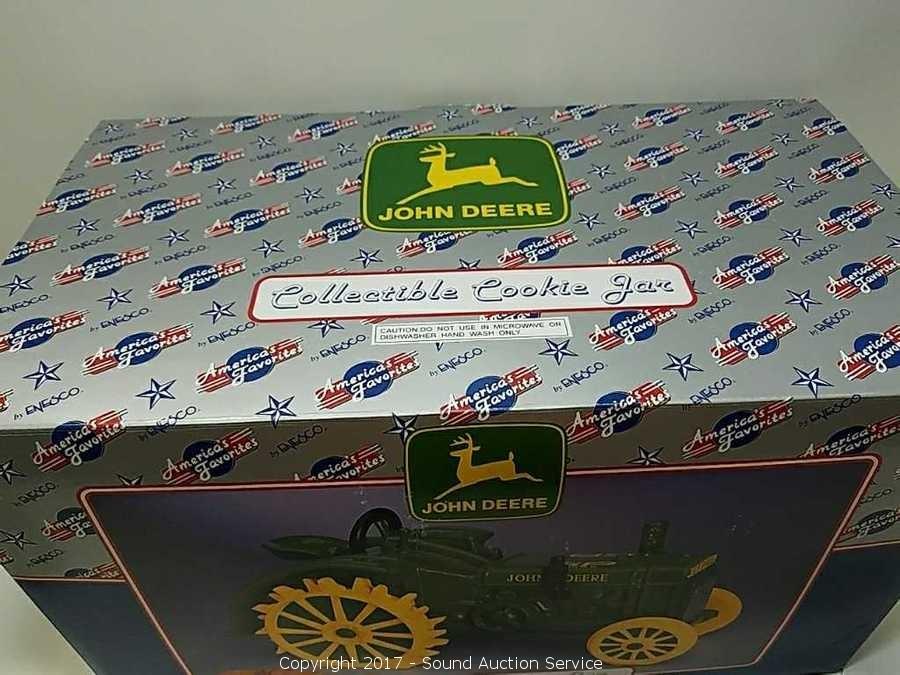 JOHN DEERE
Collectible Cookie Jar
CAUTION:DO NOT USE IN MICROWAVE OR
DISHWASHER HAND WASH ONLY.
America's
Favorites
by ENESCO
JOHN DEERE
JOHN DEERE
Copyright 2017 - Sound Auction Service